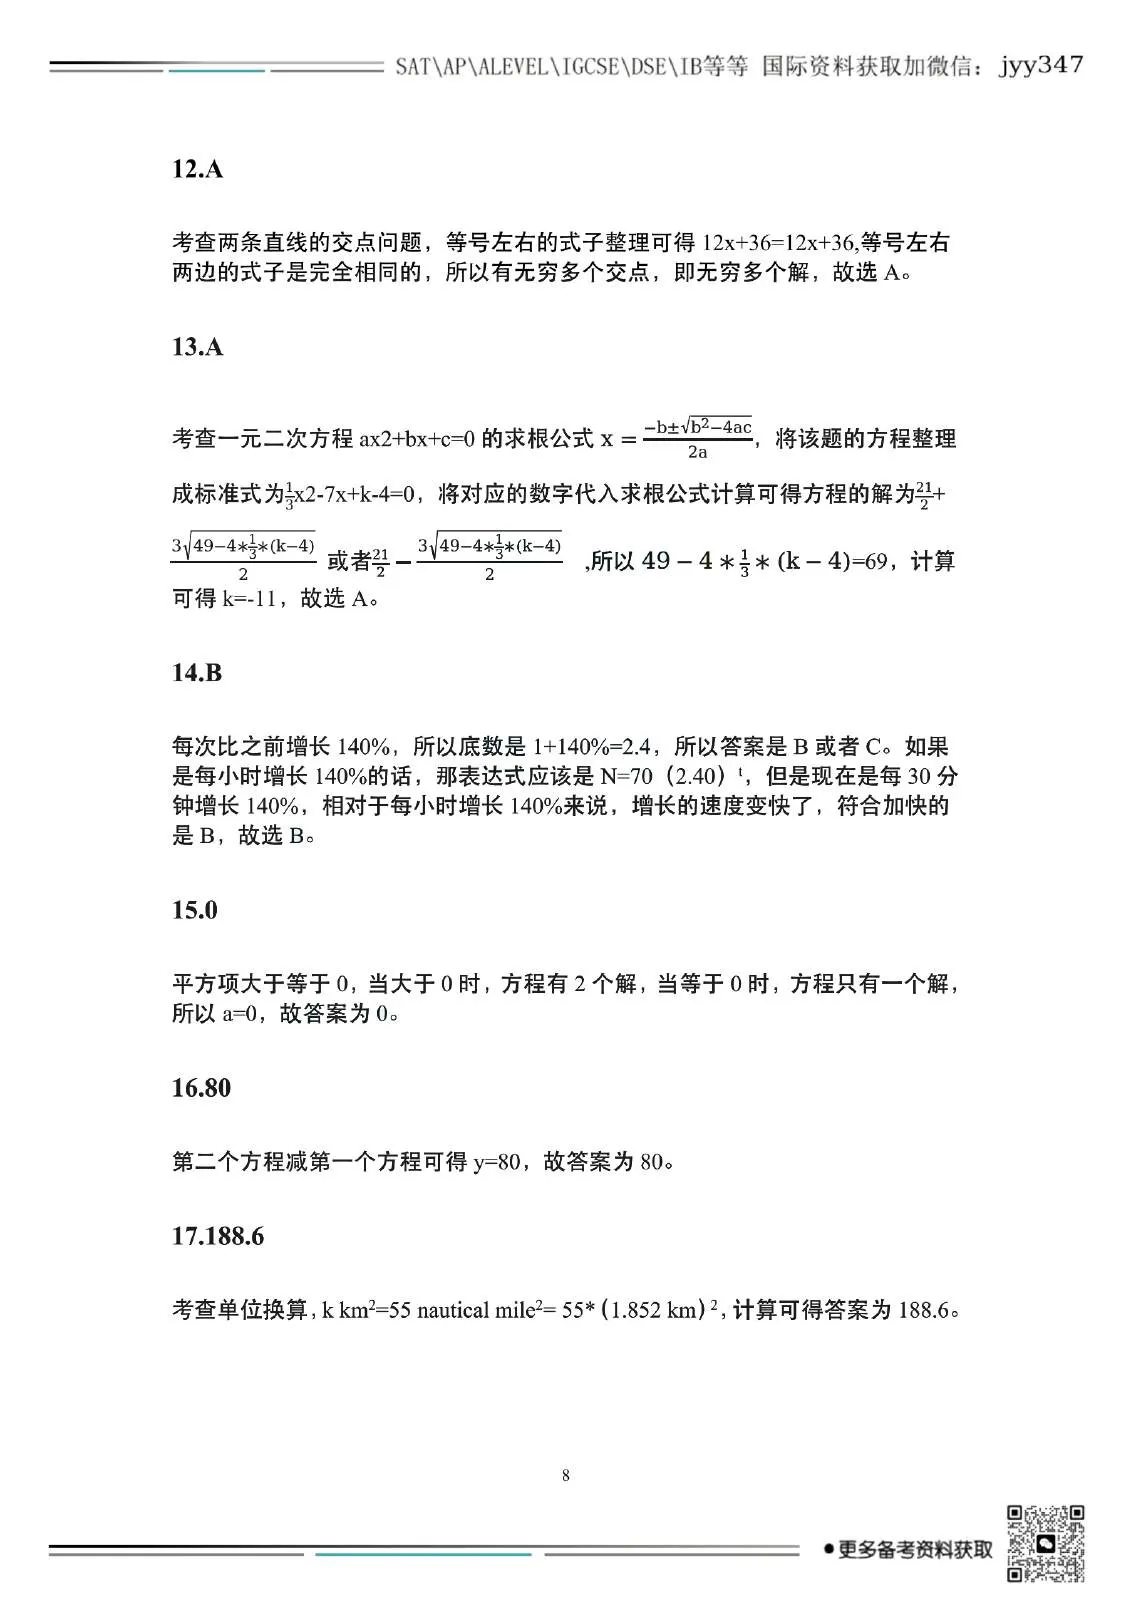 SAT\AP\ALEVEL\IGCSE\DSE\IB等等 国际资料获取加微信：jyy347
12.A
考查两条直线的交点问题，等号左右的式子整理可得 12x+36=12x+36,等号左右
两边的式子是完全相同的，所以有无穷多个交点，即无穷多个解，故选 A。
13.A
考查一元二次方程 ax2+bx+c=0 的求根公式 x = \frac{-b±\sqrt{b^2-4ac}}{2a}，将该题的方程整理
成标准式为\frac{1}{3}x2-7x+k-4=0，将对应的数字代入求根公式计算可得方程的解为\frac{21}{2}+
\frac{3\sqrt{49-4*\frac{1}{3}*(k-4)}}{2} 或者\frac{21}{2} − \frac{3\sqrt{49-4*\frac{1}{3}*(k-4)}}{2} ,所以 49 − 4 * \frac{1}{3} * (k − 4)=69，计算
可得 k=-11，故选 A。
14.B
每次比之前增长 140%，所以底数是 1+140%=2.4，所以答案是 B 或者 C。如果
是每小时增长 140%的话，那表达式应该是 N=70（2.40）ᵗ，但是现在是每 30 分
钟增长 140%，相对于每小时增长 140%来说，增长的速度变快了，符合加快的
是 B，故选 B。
15.0
平方项大于等于 0，当大于 0 时，方程有 2 个解，当等于 0 时，方程只有一个解，
所以 a=0，故答案为 0。
16.80
第二个方程减第一个方程可得 y=80，故答案为 80。
17.188.6
考查单位换算，k km²=55 nautical mile²= 55*（1.852 km）²，计算可得答案为 188.6。
8
●更多备考资料获取